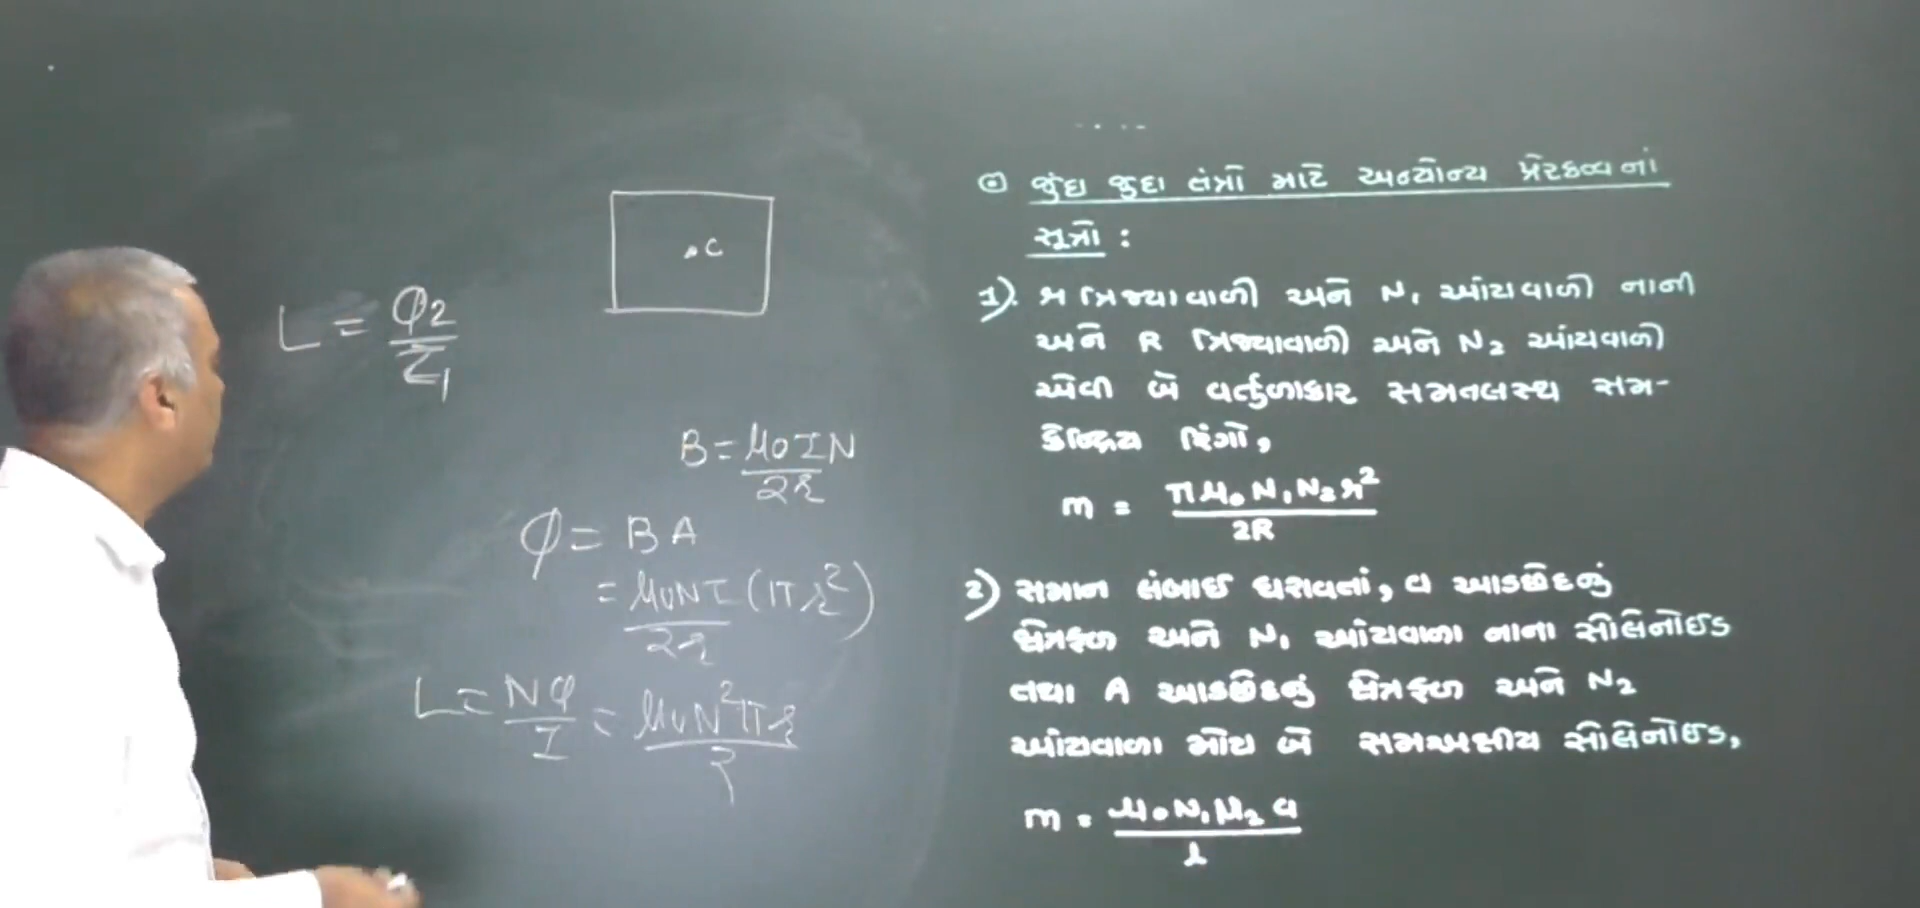 L = φ2 / I1
.C
B = μ0IN / 2r
φ = BA
= μ0NI (πr²) / 2r
L = Nφ / I = μ0N²πr / 2
⊙ જુદા જુદા તંત્રો માટે અન્યોન્ય પ્રેરકત્વનાં
સૂત્રો :
1). r ત્રિજ્યાવાળી અને N1 આંટાવાળી નાની
અને R ત્રિજ્યાવાળી અને N2 આંટાવાળી
એવી બે વર્તુળાકાર સમતલસ્થ સમ-
કેન્દ્રિય રિંગો,
m = πμ0N1N2r² / 2R
2) સમાન લંબાઈ ધરાવતાં, a આડછેદનું
ક્ષેત્રફળ અને N1 આંટાવાળા નાના સોલિનોઈડ
તથા A આડછેદનું ક્ષેત્રફળ અને N2
આંટાવાળા મોટા બે સમઅક્ષીય સોલિનોઈડ,
m = μ0N1N2a / l